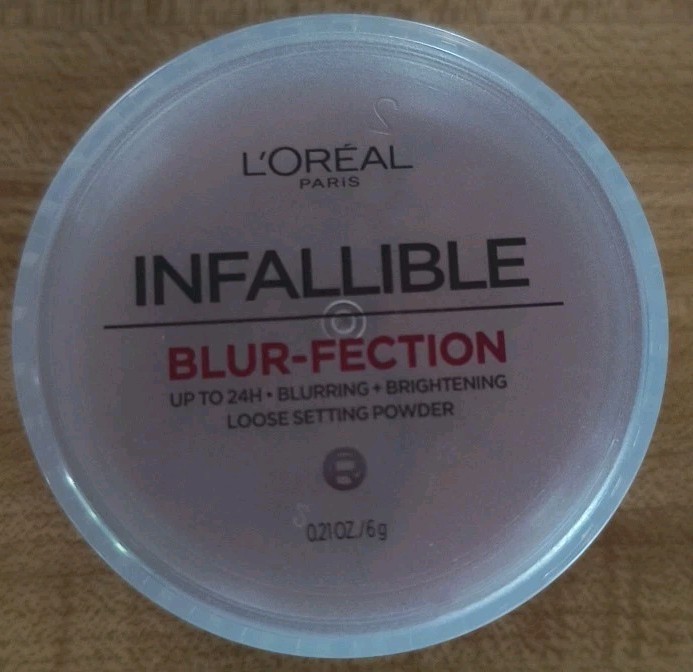 L'ORÉAL
PARIS
INFALLIBLE
BLUR-FECTION
UP TO 24H • BLURRING + BRIGHTENING
LOOSE SETTING POWDER
0.21 OZ./6 g